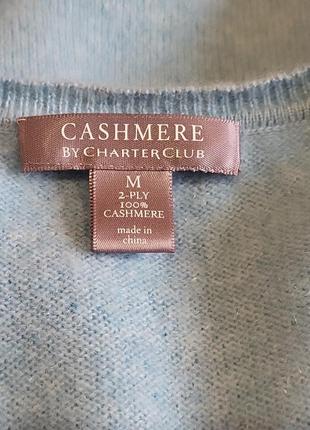 CASHMERE
BY CHARTER CLUB
M
2-PLY
100%
CASHMERE
made in
china